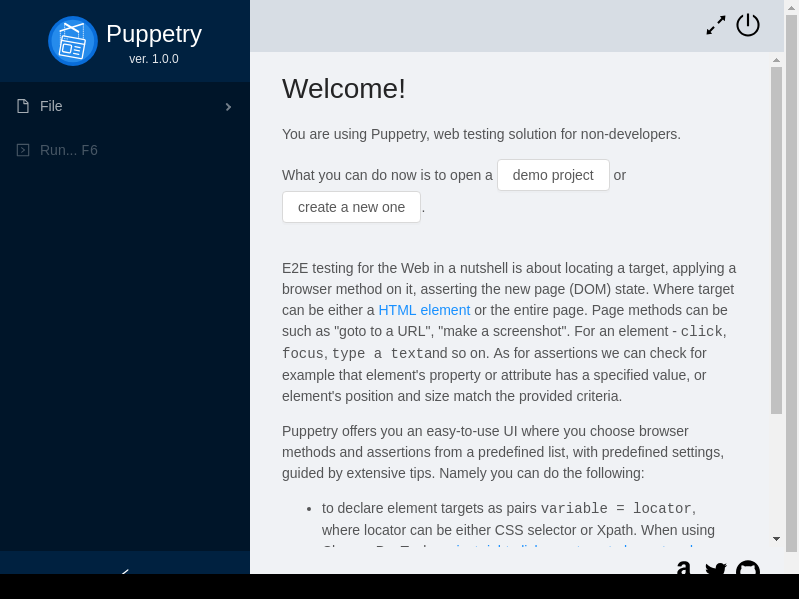 Puppetry
ver. 1.0.0
File
Run... F6
Welcome!
You are using Puppetry, web testing solution for non-developers.
What you can do now is to open a demo project or
create a new one.
E2E testing for the Web in a nutshell is about locating a target, applying a
browser method on it, asserting the new page (DOM) state. Where target
can be either a HTML element or the entire page. Page methods can be
such as "goto to a URL", "make a screenshot". For an element - click,
focus, type a textand so on. As for assertions we can check for
example that element's property or attribute has a specified value, or
element's position and size match the provided criteria.
Puppetry offers you an easy-to-use UI where you choose browser
methods and assertions from a predefined list, with predefined settings,
guided by extensive tips. Namely you can do the following:
• to declare element targets as pairs variable = locator,
where locator can be either CSS selector or Xpath. When using